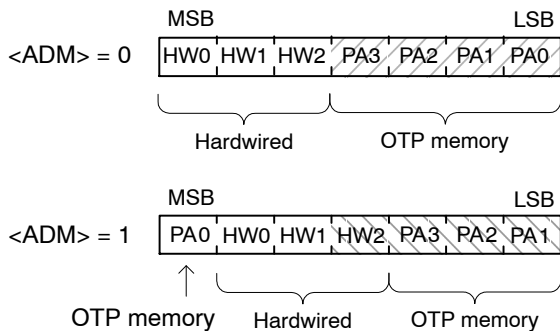 MSB LSB
<ADM> = 0 HW0 HW1 HW2 PA3 PA2 PA1 PA0
Hardwired OTP memory
MSB LSB
<ADM> = 1 PA0 HW0 HW1 HW2 PA3 PA2 PA1
Hardwired OTP memory
OTP memory